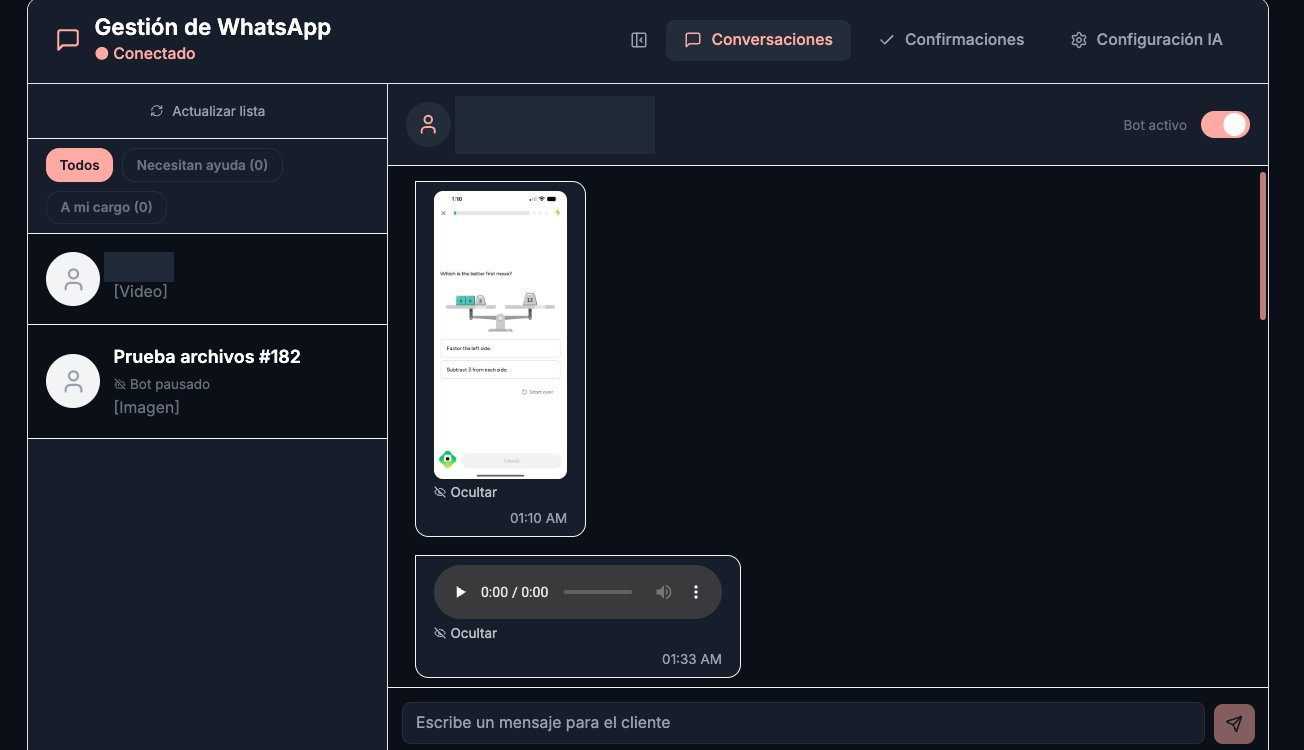 Gestión de WhatsApp
Conectado
Conversaciones
Confirmaciones
Configuración IA
Actualizar lista
Todos
Necesitan ayuda (0)
A mi cargo (0)
[Video]
Prueba archivos #182
Bot pausado
[Imagen]
Bot activo
1:10
Which is the better first move?
3
13
Factor the left side.
Subtract 3 from each side.
Start over
Check
Ocultar
01:10 AM
0:00 / 0:00
Ocultar
01:33 AM
Escribe un mensaje para el cliente